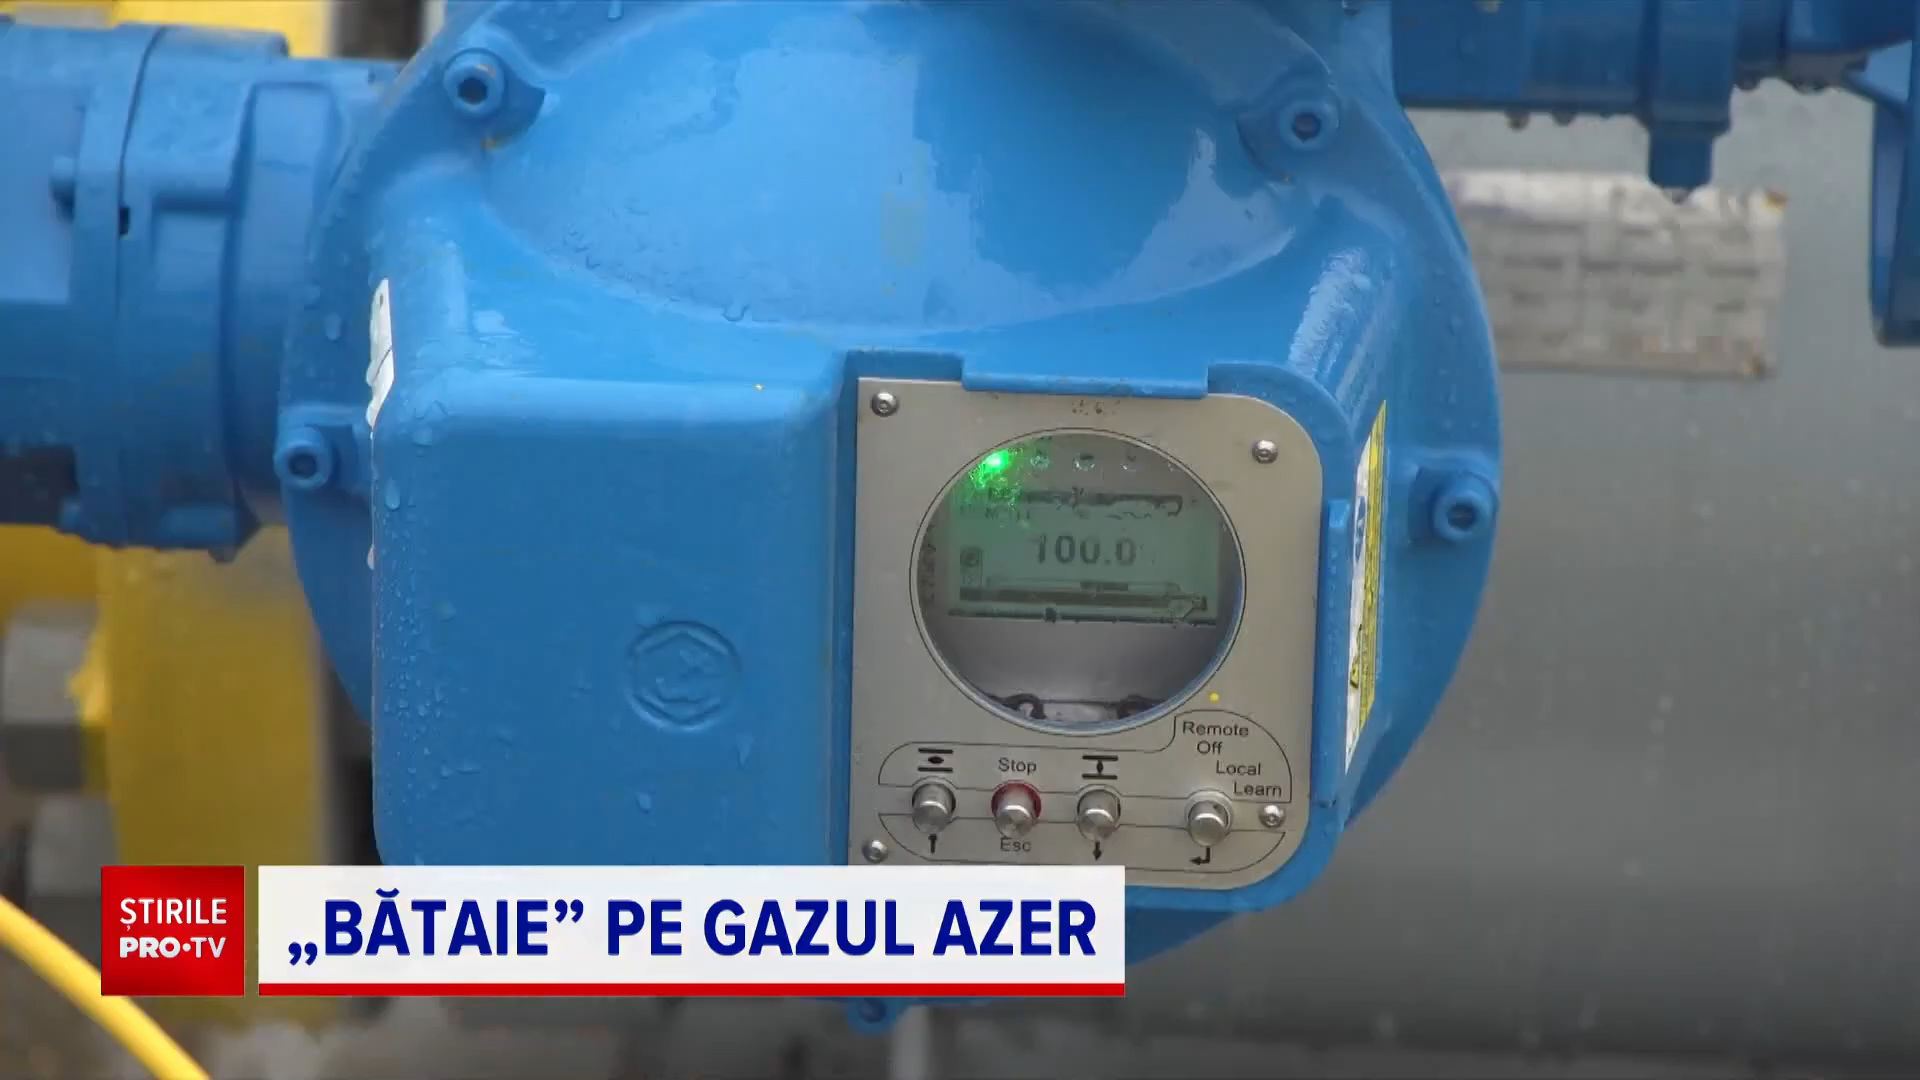 100.0
Remote
Off
Local
Learn
Stop
Esc
ȘTIRILE
PRO•TV
„BĂTAIE” PE GAZUL AZER